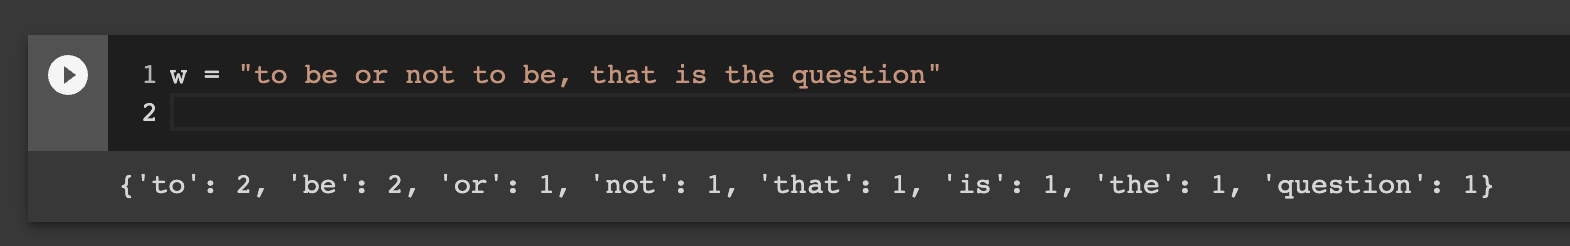 1 w = "to be or not to be, that is the question"
2
{'to': 2, 'be': 2, 'or': 1, 'not': 1, 'that': 1, 'is': 1, 'the': 1, 'question': 1}